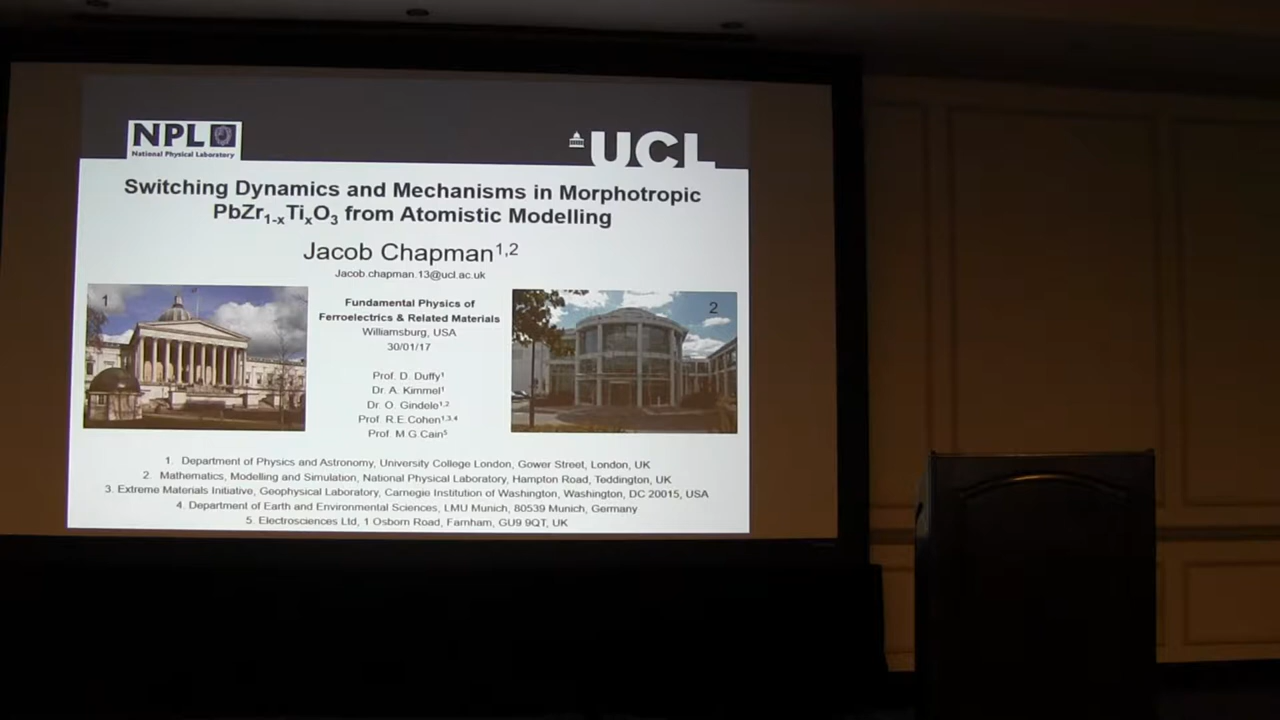 NPL
National Physical Laboratory
UCL
Switching Dynamics and Mechanisms in Morphotropic
PbZr1-xTixO3 from Atomistic Modelling
Jacob Chapman1,2
Jacob.chapman.13@ucl.ac.uk
1
2
Fundamental Physics of
Ferroelectrics & Related Materials
Williamsburg, USA
30/01/17
Prof. D. Duffy1
Dr. A. Kimmel1
Dr. O. Gindele1,2
Prof. R.E.Cohen1,3,4
Prof. M.G.Cain5
1. Department of Physics and Astronomy, University College London, Gower Street, London, UK
2. Mathematics, Modelling and Simulation, National Physical Laboratory, Hampton Road, Teddington, UK
3. Extreme Materials Initiative, Geophysical Laboratory, Carnegie Institution of Washington, Washington, DC 20015, USA
4. Department of Earth and Environmental Sciences, LMU Munich, 80539 Munich, Germany
5. Electrosciences Ltd, 1 Osborn Road, Farnham, GU9 9QT, UK